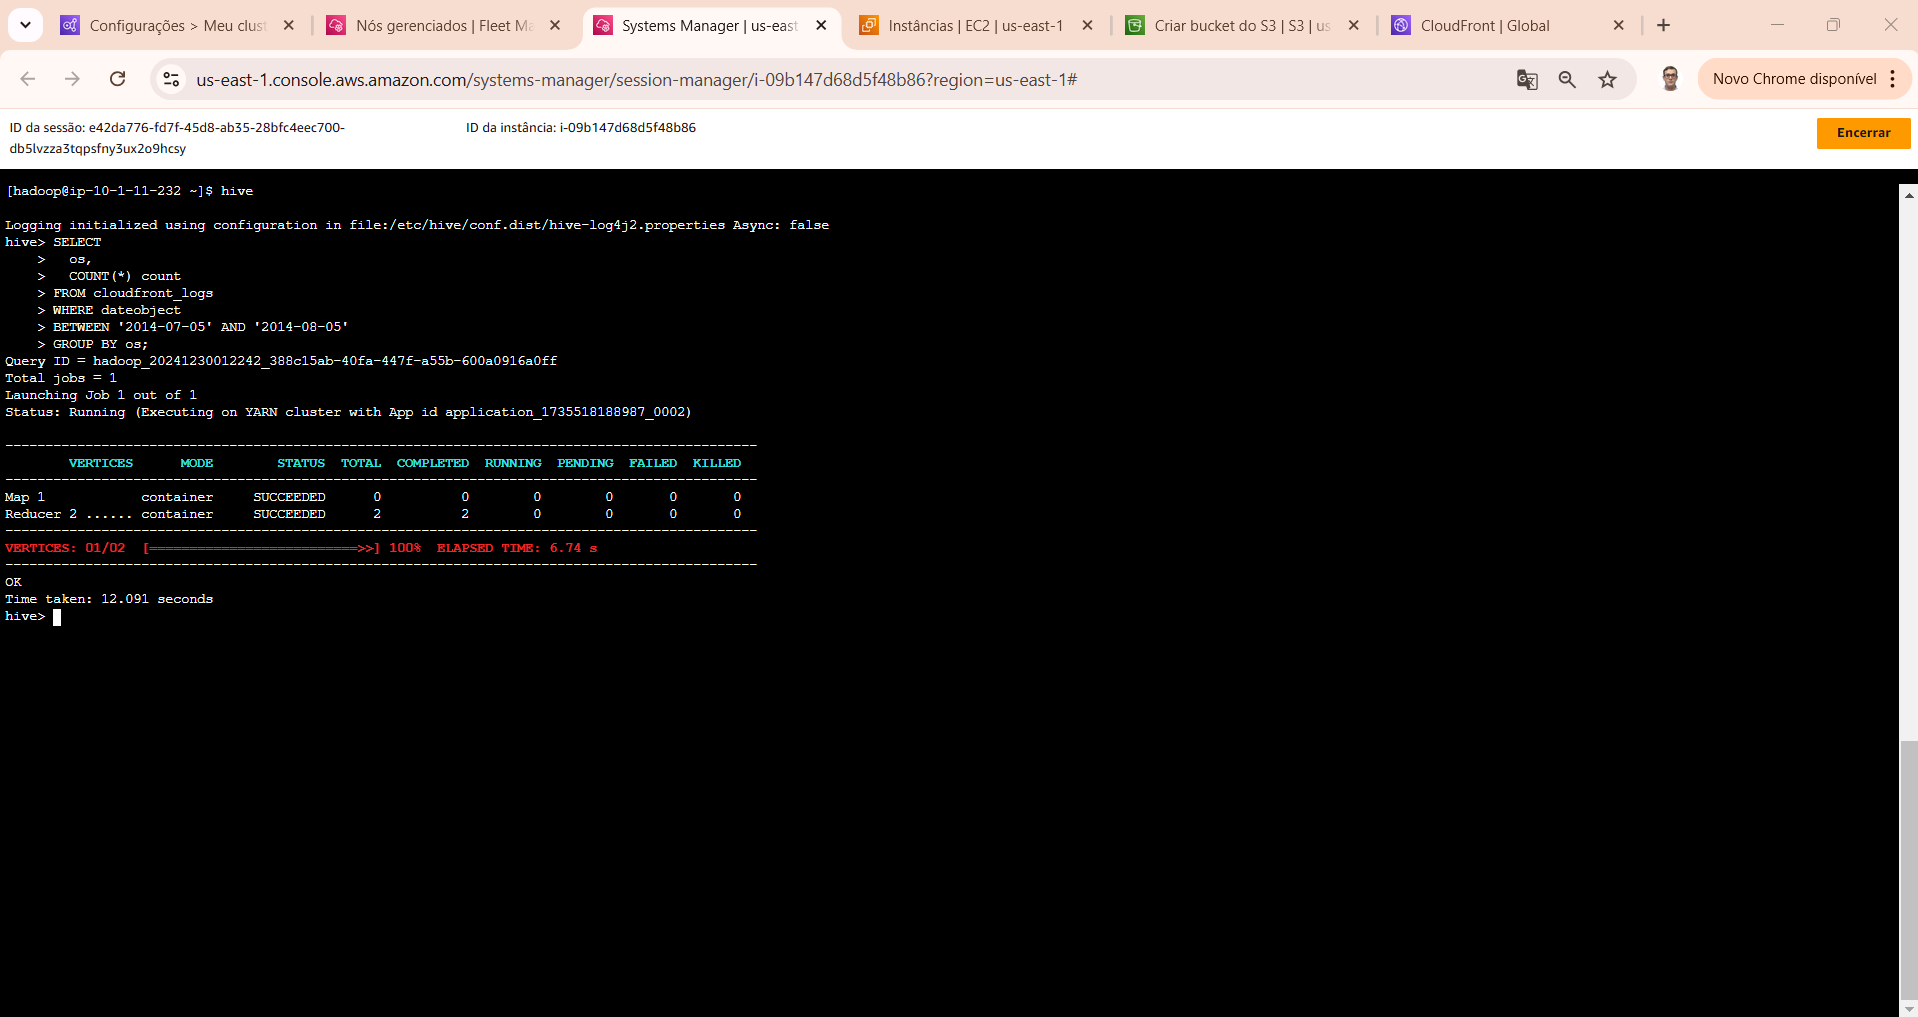 Configurações > Meu clust
Nós gerenciados | Fleet Ma
Systems Manager | us-east
Instâncias | EC2 | us-east-1
Criar bucket do S3 | S3 | us
CloudFront | Global
us-east-1.console.aws.amazon.com/systems-manager/session-manager/i-09b147d68d5f48b86?region=us-east-1#
Novo Chrome disponível
ID da sessão: e42da776-fd7f-45d8-ab35-28bfc4eec700-
db5lvzza3tqpsfny3ux2o9hcsy
ID da instância: i-09b147d68d5f48b86
Encerrar
[hadoop@ip-10-1-11-232 ~]$ hive
Logging initialized using configuration in file:/etc/hive/conf.dist/hive-log4j2.properties Async: false
hive> SELECT
    >   os,
    >   COUNT(*) count
    > FROM cloudfront_logs
    > WHERE dateobject
    > BETWEEN '2014-07-05' AND '2014-08-05'
    > GROUP BY os;
Query ID = hadoop_20241230012242_388c15ab-40fa-447f-a55b-600a0916a0ff
Total jobs = 1
Launching Job 1 out of 1
Status: Running (Executing on YARN cluster with App id application_1735518188987_0002)
----------------------------------------------------------------------------------------------
        VERTICES      MODE        STATUS  TOTAL  COMPLETED  RUNNING  PENDING  FAILED  KILLED
----------------------------------------------------------------------------------------------
Map 1            container     SUCCEEDED      0          0        0        0       0       0
Reducer 2 ...... container     SUCCEEDED      2          2        0        0       0       0
----------------------------------------------------------------------------------------------
VERTICES: 01/02  [==========================>>] 100%  ELAPSED TIME: 6.74 s
----------------------------------------------------------------------------------------------
OK
Time taken: 12.091 seconds
hive>